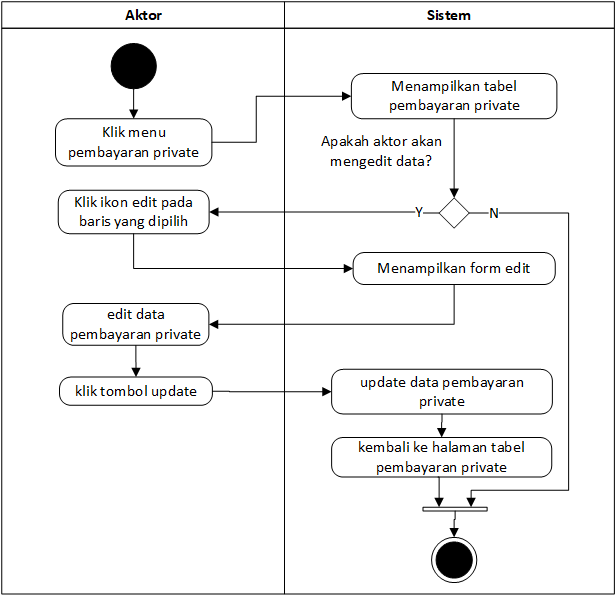 Aktor
Sistem
Menampilkan tabel
pembayaran private
Klik menu
pembayaran private
Apakah aktor akan
mengedit data?
Klik ikon edit pada
baris yang dipilih
Y
N
Menampilkan form edit
edit data
pembayaran private
klik tombol update
update data pembayaran
private
kembali ke halaman tabel
pembayaran private